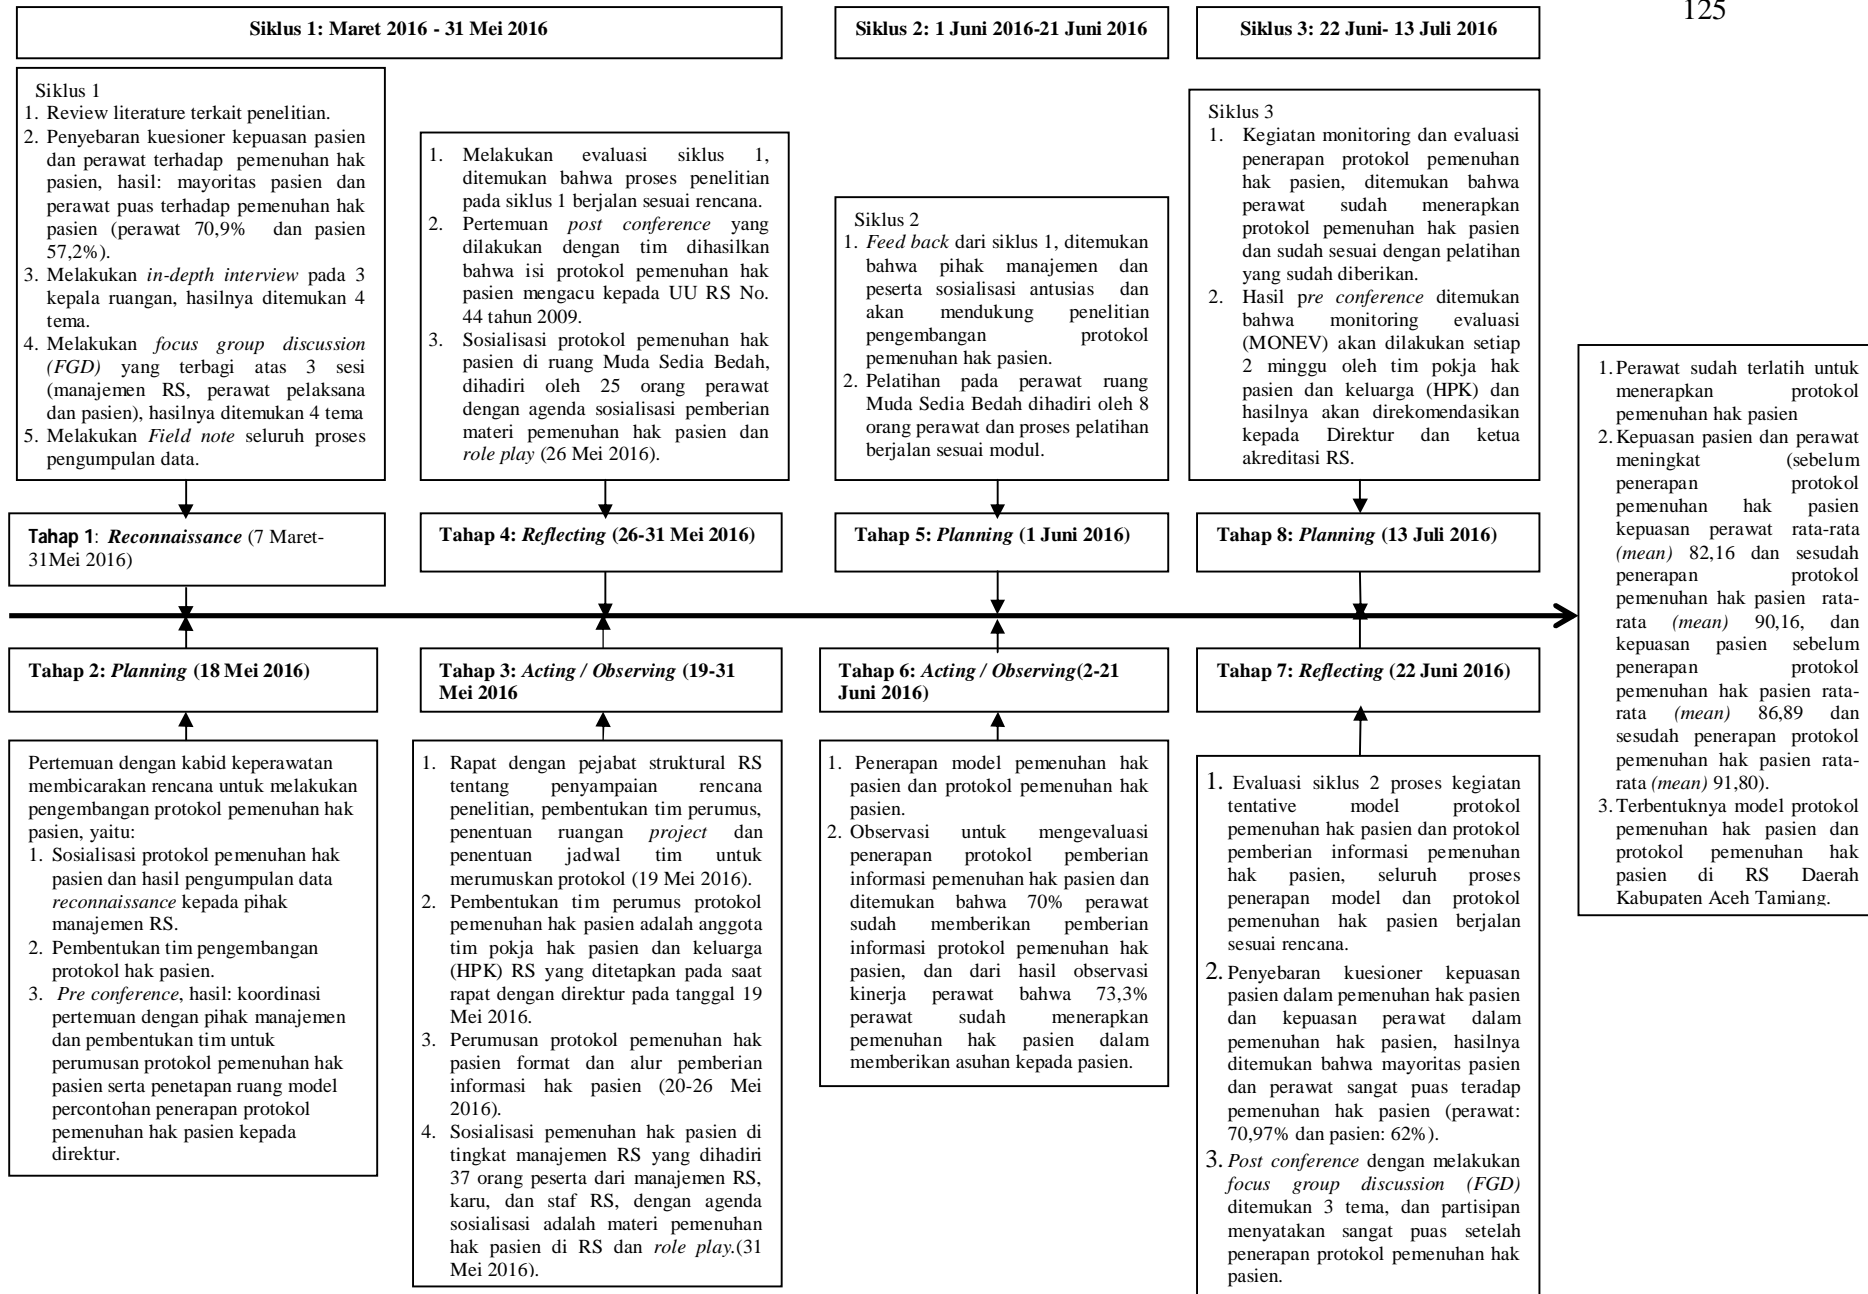 125
Siklus 1: Maret 2016 - 31 Mei 2016
Siklus 2: 1 Juni 2016-21 Juni 2016
Siklus 3: 22 Juni- 13 Juli 2016
Siklus 1
1. Review literature terkait penelitian.
2. Penyebaran kuesioner kepuasan pasien
dan perawat terhadap pemenuhan hak
pasien, hasil: mayoritas pasien dan
perawat puas terhadap pemenuhan hak
pasien (perawat 70,9% dan pasien
57,2%).
3. Melakukan in-depth interview pada 3
kepala ruangan, hasilnya ditemukan 4
tema.
4. Melakukan focus group discussion
(FGD) yang terbagi atas 3 sesi
(manajemen RS, perawat pelaksana
dan pasien), hasilnya ditemukan 4 tema
5. Melakukan Field note seluruh proses
pengumpulan data.
1. Melakukan evaluasi siklus 1,
ditemukan bahwa proses penelitian
pada siklus 1 berjalan sesuai rencana.
2. Pertemuan post conference yang
dilakukan dengan tim dihasilkan
bahwa isi protokol pemenuhan hak
pasien mengacu kepada UU RS No.
44 tahun 2009.
3. Sosialisasi protokol pemenuhan hak
pasien di ruang Muda Sedia Bedah,
dihadiri oleh 25 orang perawat
dengan agenda sosialisasi pemberian
materi pemenuhan hak pasien dan
role play (26 Mei 2016).
Siklus 2
1. Feed back dari siklus 1, ditemukan
bahwa pihak manajemen dan
peserta sosialisasi antusias dan
akan mendukung penelitian
pengembangan protokol
pemenuhan hak pasien.
2. Pelatihan pada perawat ruang
Muda Sedia Bedah dihadiri oleh 8
orang perawat dan proses pelatihan
berjalan sesuai modul.
Siklus 3
1. Kegiatan monitoring dan evaluasi
penerapan protokol pemenuhan
hak pasien, ditemukan bahwa
perawat sudah menerapkan
protokol pemenuhan hak pasien
dan sudah sesuai dengan pelatihan
yang sudah diberikan.
2. Hasil pre conference ditemukan
bahwa monitoring evaluasi
(MONEV) akan dilakukan setiap
2 minggu oleh tim pokja hak
pasien dan keluarga (HPK) dan
hasilnya akan direkomendasikan
kepada Direktur dan ketua
akreditasi RS.
Tahap 1: Reconnaissance (7 Maret-
31Mei 2016)
Tahap 4: Reflecting (26-31 Mei 2016)
Tahap 5: Planning (1 Juni 2016)
Tahap 8: Planning (13 Juli 2016)
Tahap 2: Planning (18 Mei 2016)
Tahap 3: Acting / Observing (19-31
Mei 2016
Tahap 6: Acting / Observing(2-21
Juni 2016)
Tahap 7: Reflecting (22 Juni 2016)
Pertemuan dengan kabid keperawatan
membicarakan rencana untuk melakukan
pengembangan protokol pemenuhan hak
pasien, yaitu:
1. Sosialisasi protokol pemenuhan hak
pasien dan hasil pengumpulan data
reconnaissance kepada pihak
manajemen RS.
2. Pembentukan tim pengembangan
protokol hak pasien.
3. Pre conference, hasil: koordinasi
pertemuan dengan pihak manajemen
dan pembentukan tim untuk
perumusan protokol pemenuhan hak
pasien serta penetapan ruang model
percontohan penerapan protokol
pemenuhan hak pasien kepada
direktur.
1. Rapat dengan pejabat struktural RS
tentang penyampaian rencana
penelitian, pembentukan tim perumus,
penentuan ruangan project dan
penentuan jadwal tim untuk
merumuskan protokol (19 Mei 2016).
2. Pembentukan tim perumus protokol
pemenuhan hak pasien adalah anggota
tim pokja hak pasien dan keluarga
(HPK) RS yang ditetapkan pada saat
rapat dengan direktur pada tanggal 19
Mei 2016.
3. Perumusan protokol pemenuhan hak
pasien format dan alur pemberian
informasi hak pasien (20-26 Mei
2016).
4. Sosialisasi pemenuhan hak pasien di
tingkat manajemen RS yang dihadiri
37 orang peserta dari manajemen RS,
karu, dan staf RS, dengan agenda
sosialisasi adalah materi pemenuhan
hak pasien di RS dan role play.(31
Mei 2016).
1. Penerapan model pemenuhan hak
pasien dan protokol pemenuhan hak
pasien.
2. Observasi untuk mengevaluasi
penerapan protokol pemberian
informasi pemenuhan hak pasien dan
ditemukan bahwa 70% perawat
sudah memberikan pemberian
informasi protokol pemenuhan hak
pasien, dan dari hasil observasi
kinerja perawat bahwa 73,3%
perawat sudah menerapkan
pemenuhan hak pasien dalam
memberikan asuhan kepada pasien.
1. Evaluasi siklus 2 proses kegiatan
tentative model protokol
pemenuhan hak pasien dan protokol
pemberian informasi pemenuhan
hak pasien, seluruh proses
penerapan model dan protokol
pemenuhan hak pasien berjalan
sesuai rencana.
2. Penyebaran kuesioner kepuasan
pasien dalam pemenuhan hak pasien
dan kepuasan perawat dalam
pemenuhan hak pasien, hasilnya
ditemukan bahwa mayoritas pasien
dan perawat sangat puas teradap
pemenuhan hak pasien (perawat:
70,97% dan pasien: 62%).
3. Post conference dengan melakukan
focus group discussion (FGD)
ditemukan 3 tema, dan partisipan
menyatakan sangat puas setelah
penerapan protokol pemenuhan hak
pasien.
1. Perawat sudah terlatih untuk
menerapkan protokol
pemenuhan hak pasien
2. Kepuasan pasien dan perawat
meningkat (sebelum
penerapan protokol
pemenuhan hak pasien
kepuasan perawat rata-rata
(mean) 82,16 dan sesudah
penerapan protokol
pemenuhan hak pasien rata-
rata (mean) 90,16, dan
kepuasan pasien sebelum
penerapan protokol
pemenuhan hak pasien rata-
rata (mean) 86,89 dan
sesudah penerapan protokol
pemenuhan hak pasien rata-
rata (mean) 91,80).
3. Terbentuknya model protokol
pemenuhan hak pasien dan
protokol pemenuhan hak
pasien di RS Daerah
Kabupaten Aceh Tamiang.